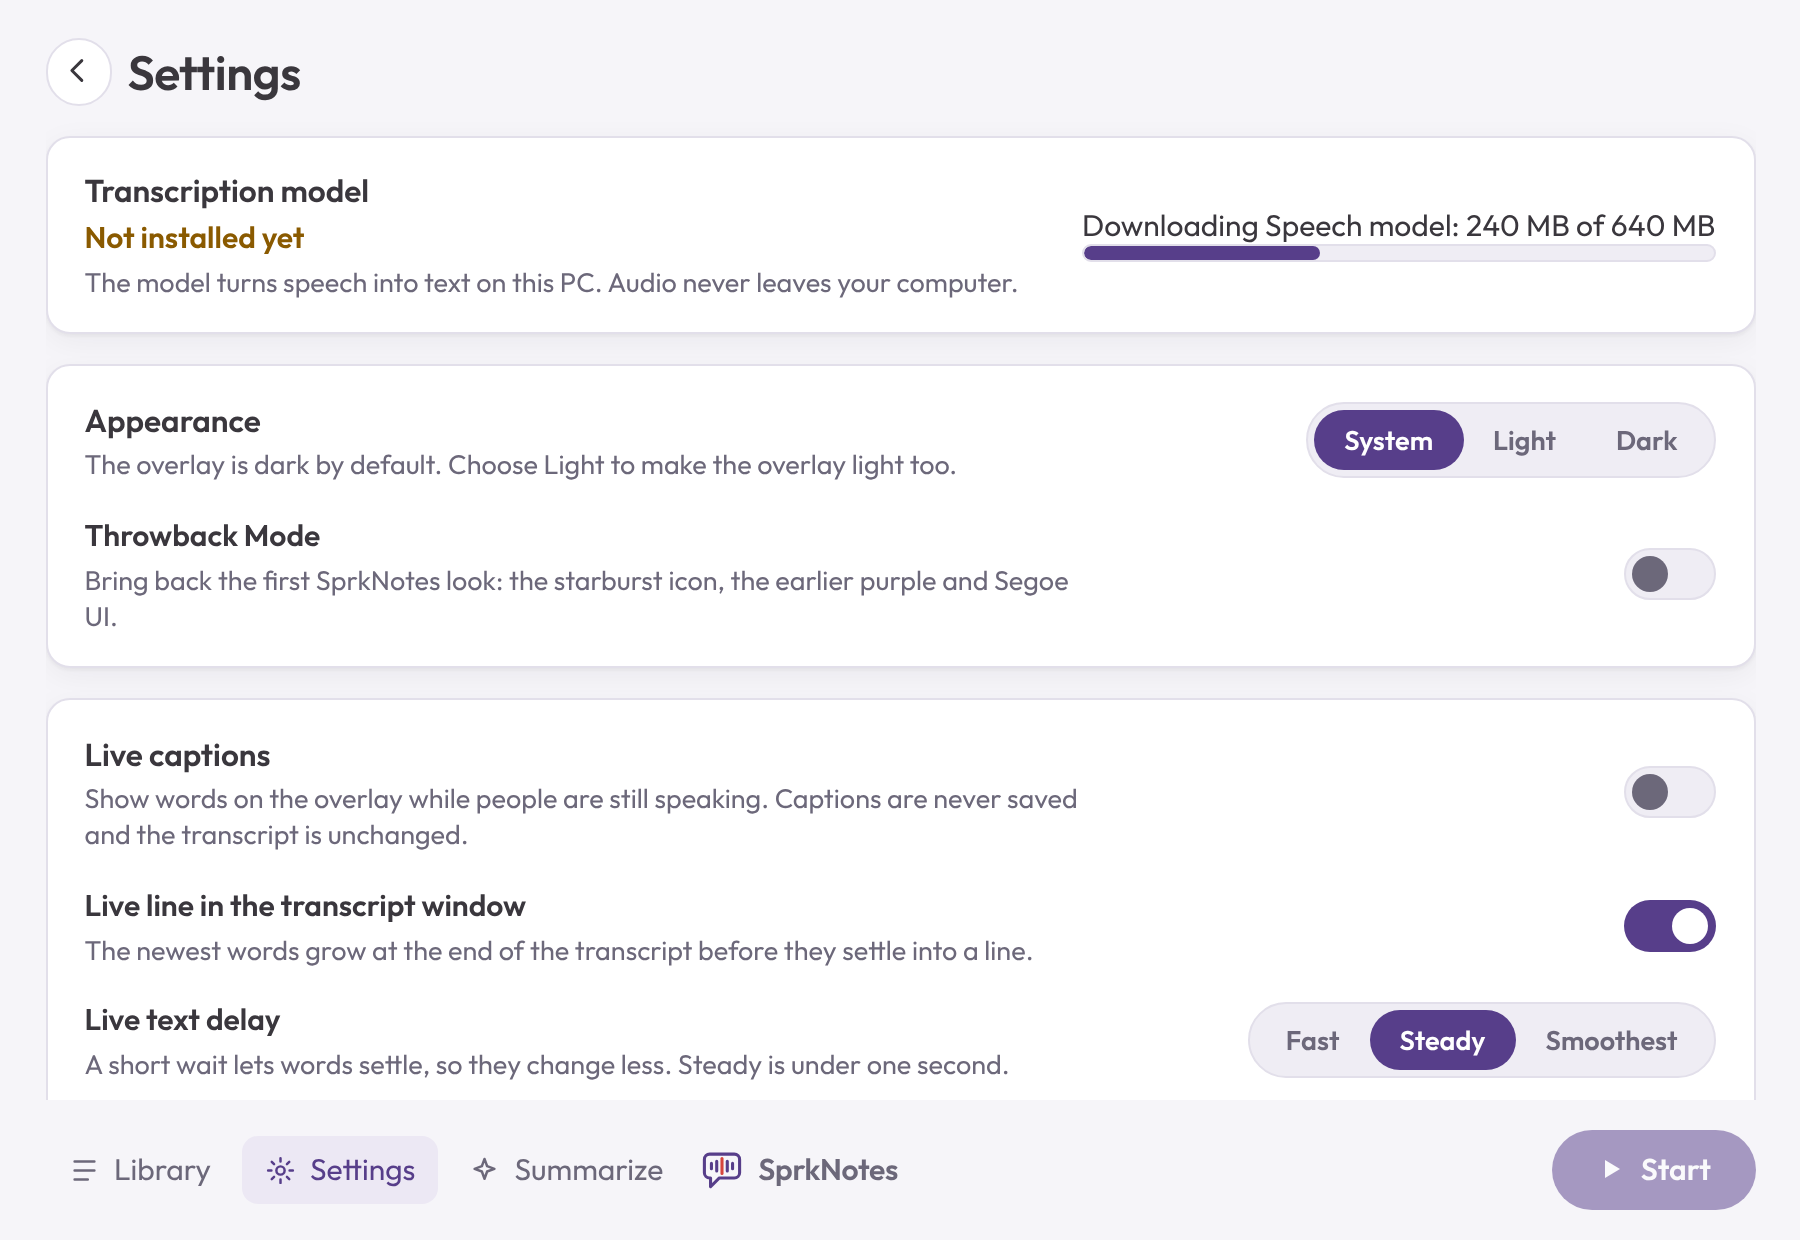 Settings
Transcription model
Not installed yet
The model turns speech into text on this PC. Audio never leaves your computer.
Downloading Speech model: 240 MB of 640 MB
Appearance
The overlay is dark by default. Choose Light to make the overlay light too.
System Light Dark
Throwback Mode
Bring back the first SprkNotes look: the starburst icon, the earlier purple and Segoe
UI.
Live captions
Show words on the overlay while people are still speaking. Captions are never saved
and the transcript is unchanged.
Live line in the transcript window
The newest words grow at the end of the transcript before they settle into a line.
Live text delay
A short wait lets words settle, so they change less. Steady is under one second.
Fast Steady Smoothest
Library Settings Summarize SprkNotes Start